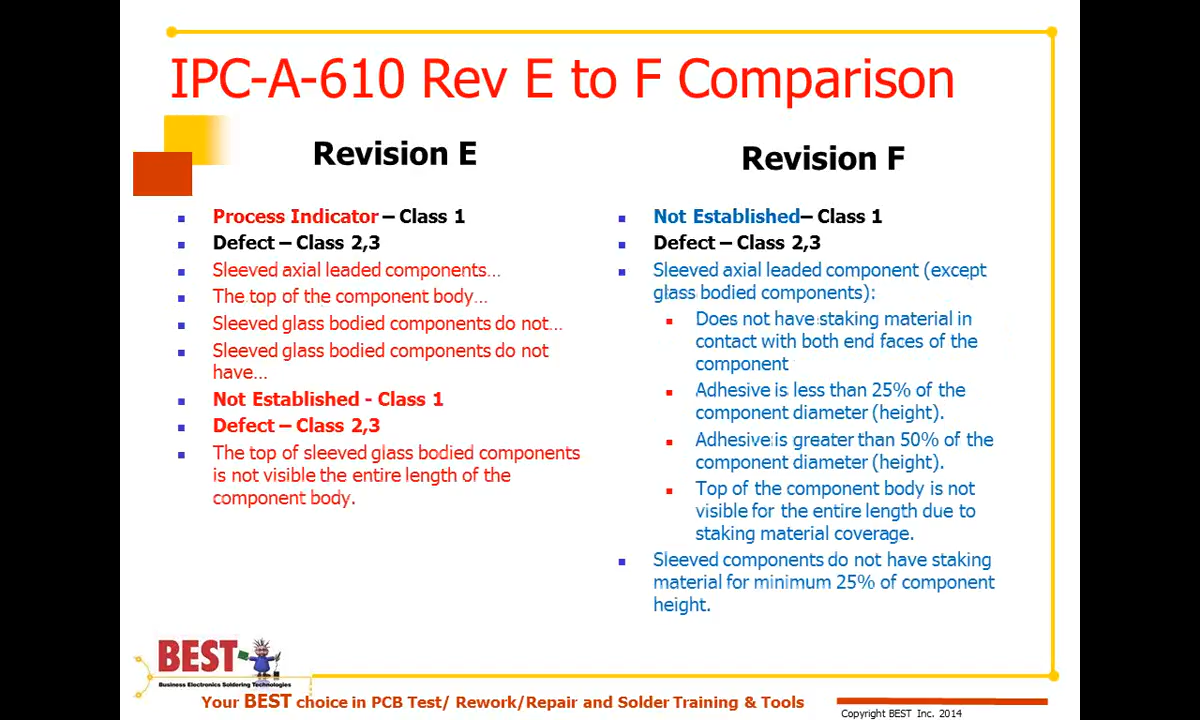 IPC-A-610 Rev E to F Comparison
Revision E
Process Indicator – Class 1
Defect – Class 2,3
Sleeved axial leaded components…
The top of the component body…
Sleeved glass bodied components do not…
Sleeved glass bodied components do not
have…
Not Established - Class 1
Defect – Class 2,3
The top of sleeved glass bodied components
is not visible the entire length of the
component body.
Revision F
Not Established– Class 1
Defect – Class 2,3
Sleeved axial leaded component (except
glass bodied components):
Does not have staking material in
contact with both end faces of the
component
Adhesive is less than 25% of the
component diameter (height).
Adhesive is greater than 50% of the
component diameter (height).
Top of the component body is not
visible for the entire length due to
staking material coverage.
Sleeved components do not have staking
material for minimum 25% of component
height.
BEST
Business Electronics Soldering Technologies
Your BEST choice in PCB Test/ Rework/Repair and Solder Training & Tools
Copyright BEST Inc. 2014